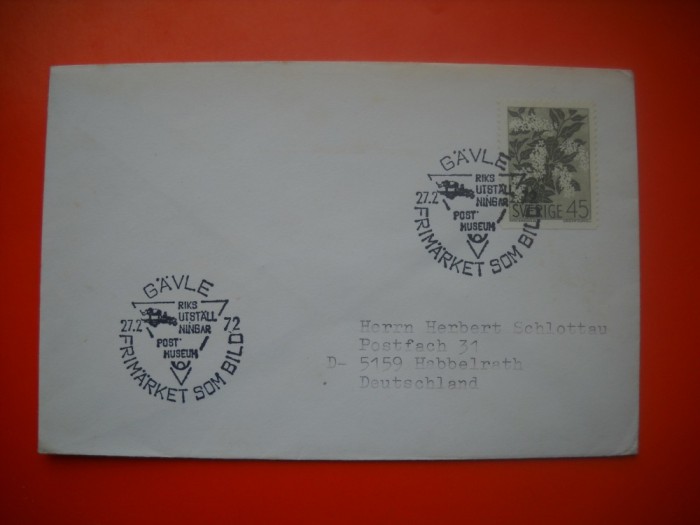 SVERIGE 45
GÄVLE
27.2 72
RIKS
UTSTÄLL
NINGAR
POST
MUSEUM
FRIMÄRKET SOM BILD
GÄVLE
27.2 72
RIKS
UTSTÄLL
NINGAR
POST
MUSEUM
FRIMÄRKET SOM BILD
Herrn Herbert Schlottau
Postfach 31
D- 5159 Habbelrath
Deutschland